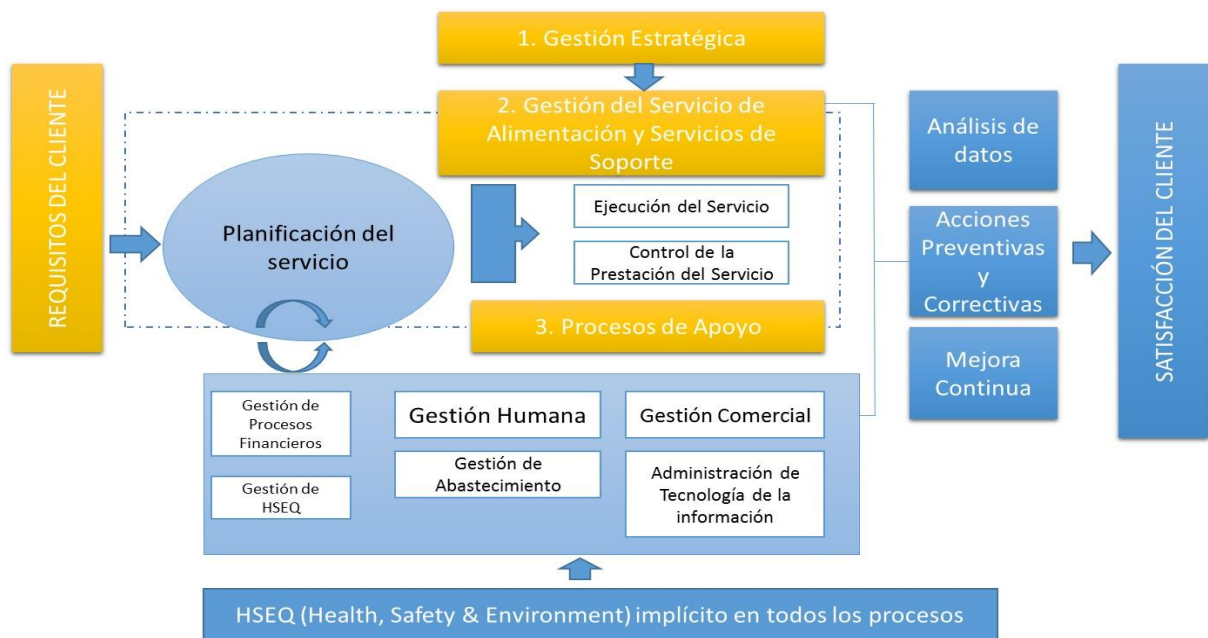 1. Gestión Estratégica
REQUISITOS DEL CLIENTE
2. Gestión del Servicio de
Alimentación y Servicios de
Soporte
Planificación del
servicio
Ejecución del Servicio
Control de la
Prestación del Servicio
3. Procesos de Apoyo
Análisis de
datos
Acciones
Preventivas
y
Correctivas
Mejora
Continua
SATISFACCIÓN DEL CLIENTE
Gestión de
Procesos
Financieros
Gestión Humana
Gestión Comercial
Gestión de
HSEQ
Gestión de
Abastecimiento
Administración de
Tecnología de la
información
HSEQ (Health, Safety & Environment) implícito en todos los procesos